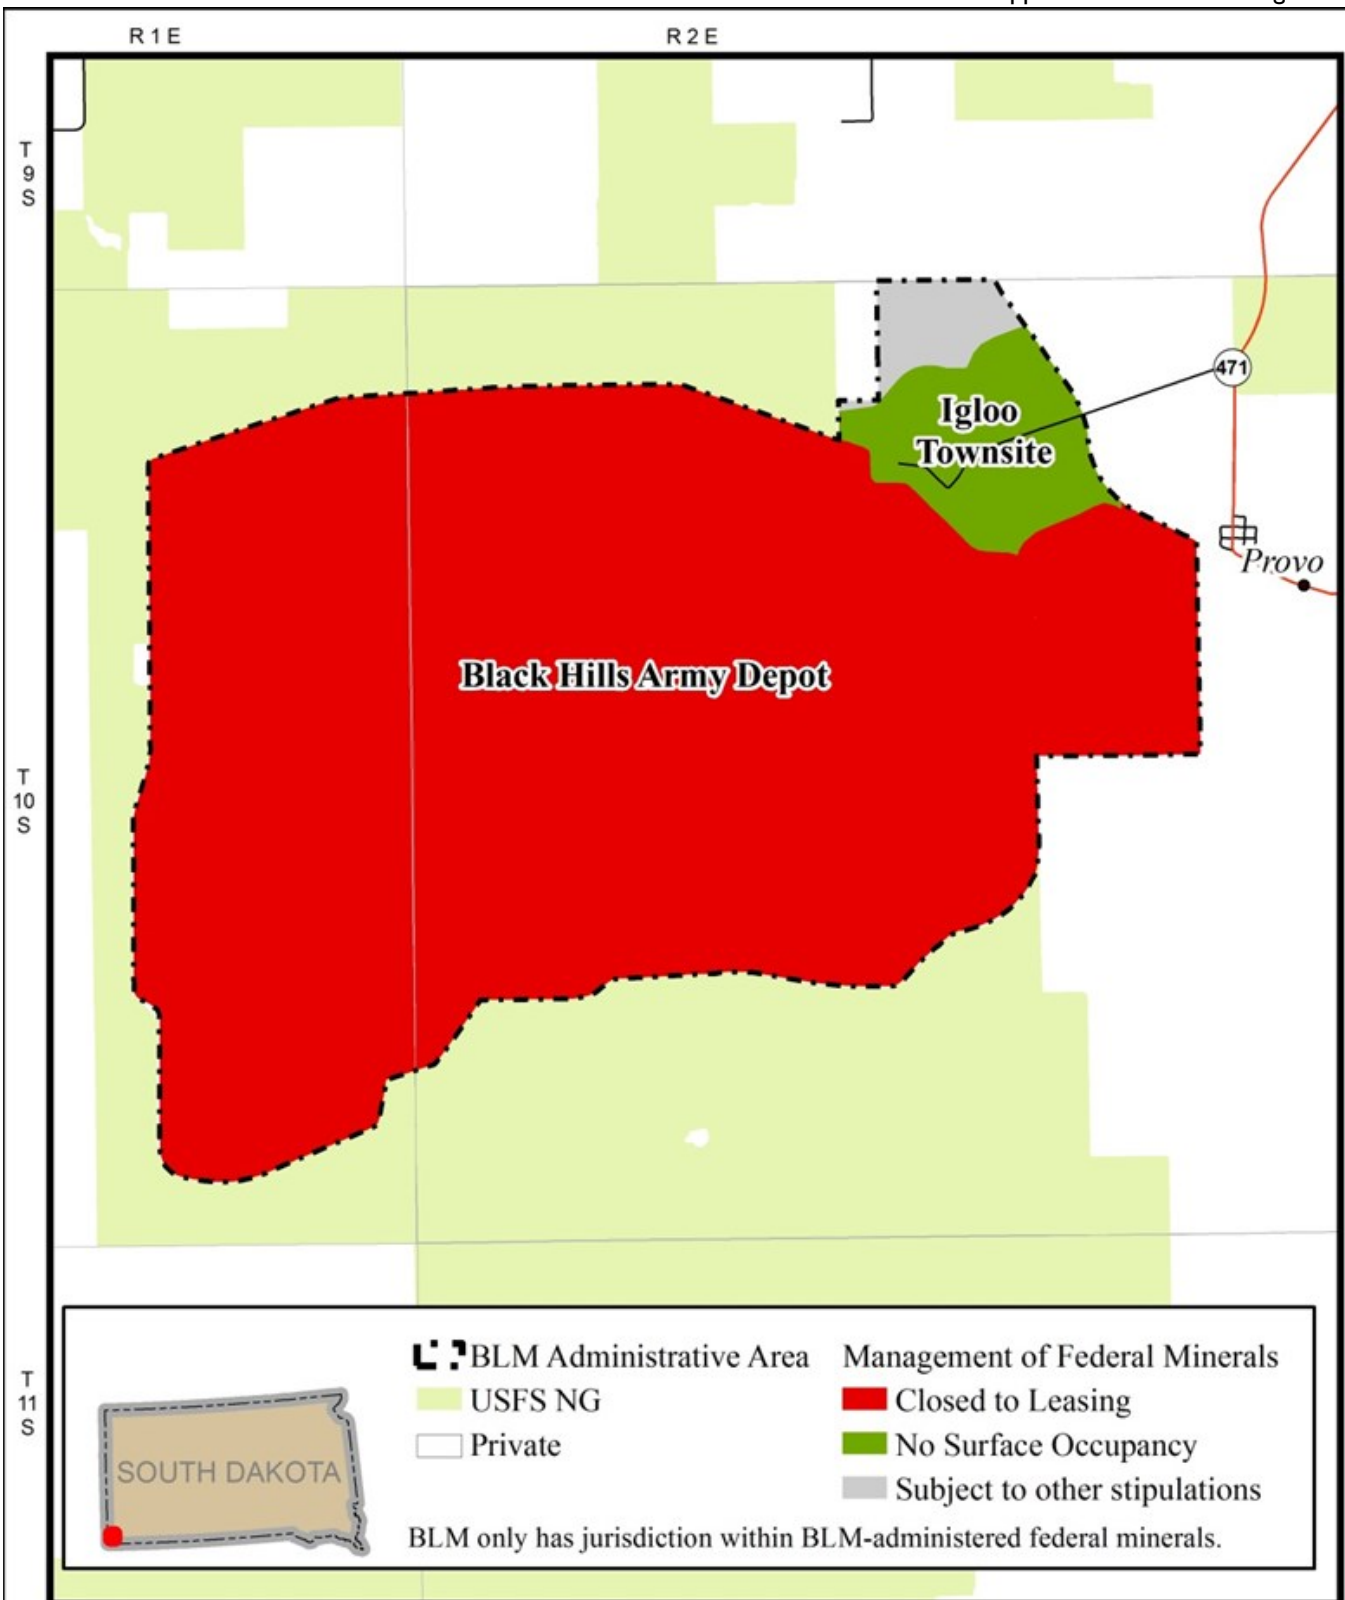 R 1 E
R 2 E
T
9
S
471
Igloo
Townsite
Provo
Black Hills Army Depot
T
10
S
T
11
S
BLM Administrative Area
USFS NG
Private
Management of Federal Minerals
Closed to Leasing
No Surface Occupancy
Subject to other stipulations
SOUTH DAKOTA
BLM only has jurisdiction within BLM-administered federal minerals.